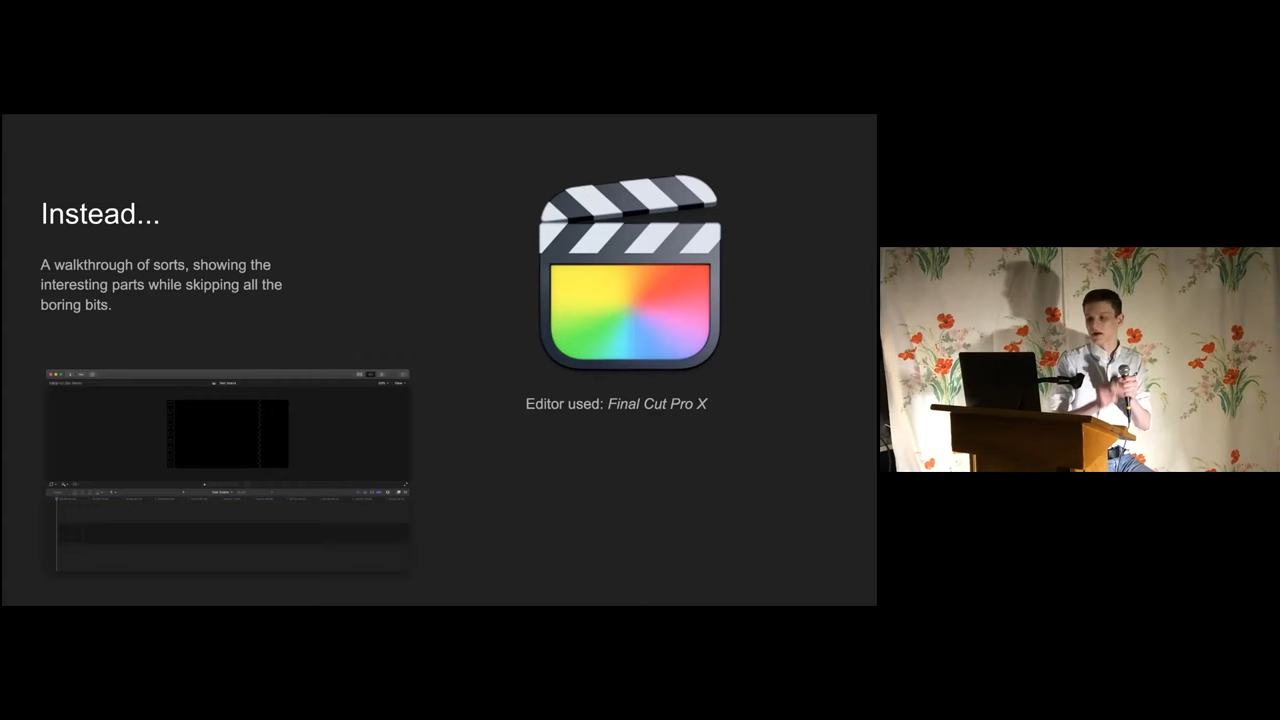 Instead...
A walkthrough of sorts, showing the
interesting parts while skipping all the
boring bits.
Editor used: Final Cut Pro X